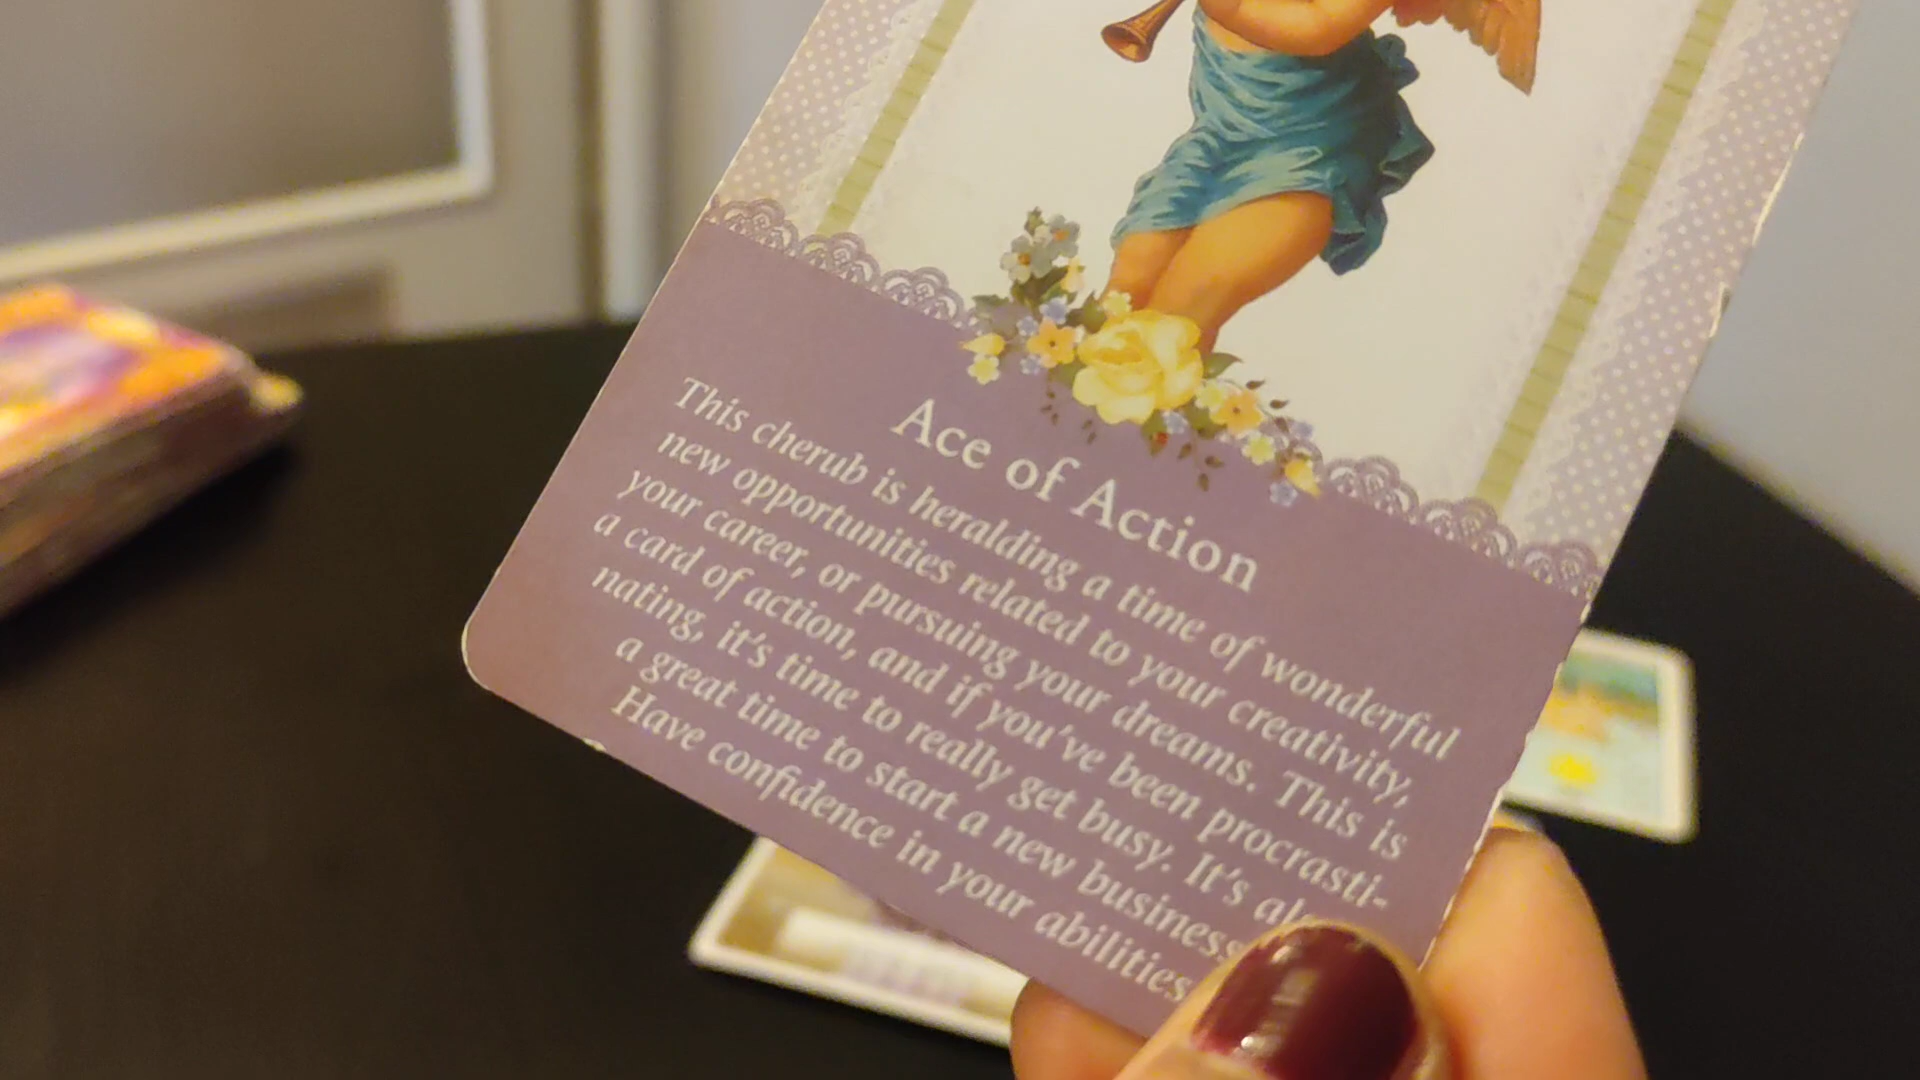 Ace of Action
This cherub is heralding a time of wonderful
new opportunities related to your creativity,
your career, or pursuing your dreams. This is
a card of action, and if you've been procrasti-
nating, it's time to really get busy. It's
a great time to start a new business
Have confidence in your abilities